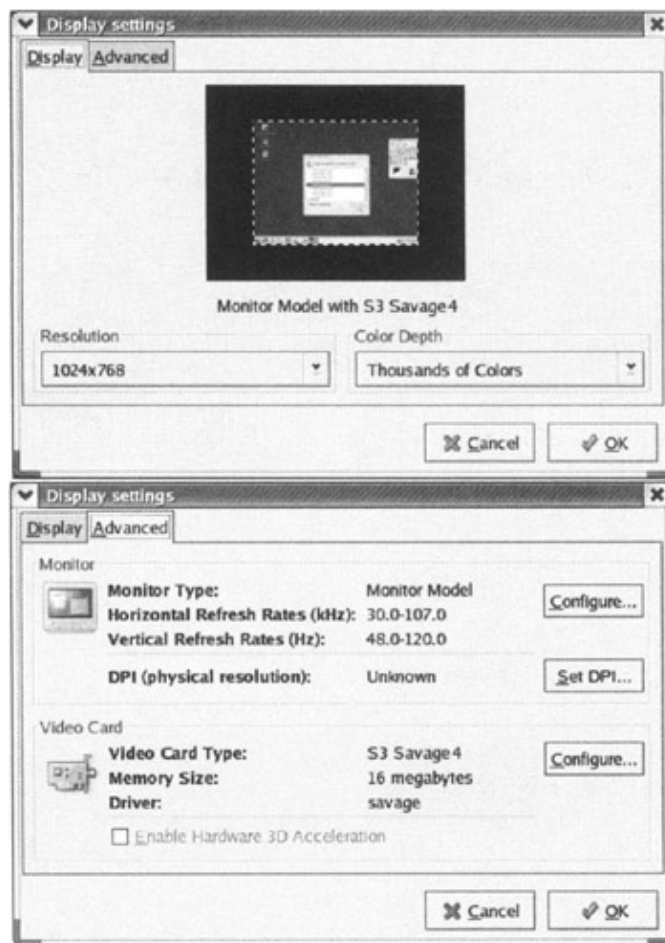 Display settings
Display Advanced
Monitor Model with S3 Savage4
Resolution Color Depth
1024x768 Thousands of Colors
Cancel OK
Display settings
Display Advanced
Monitor
Monitor Type: Monitor Model Configure...
Horizontal Refresh Rates (kHz): 30.0-107.0
Vertical Refresh Rates (Hz): 48.0-120.0
DPI (physical resolution): Unknown Set DPI...
Video Card
Video Card Type: S3 Savage4 Configure...
Memory Size: 16 megabytes
Driver: savage
Enable Hardware 3D Acceleration
Cancel OK